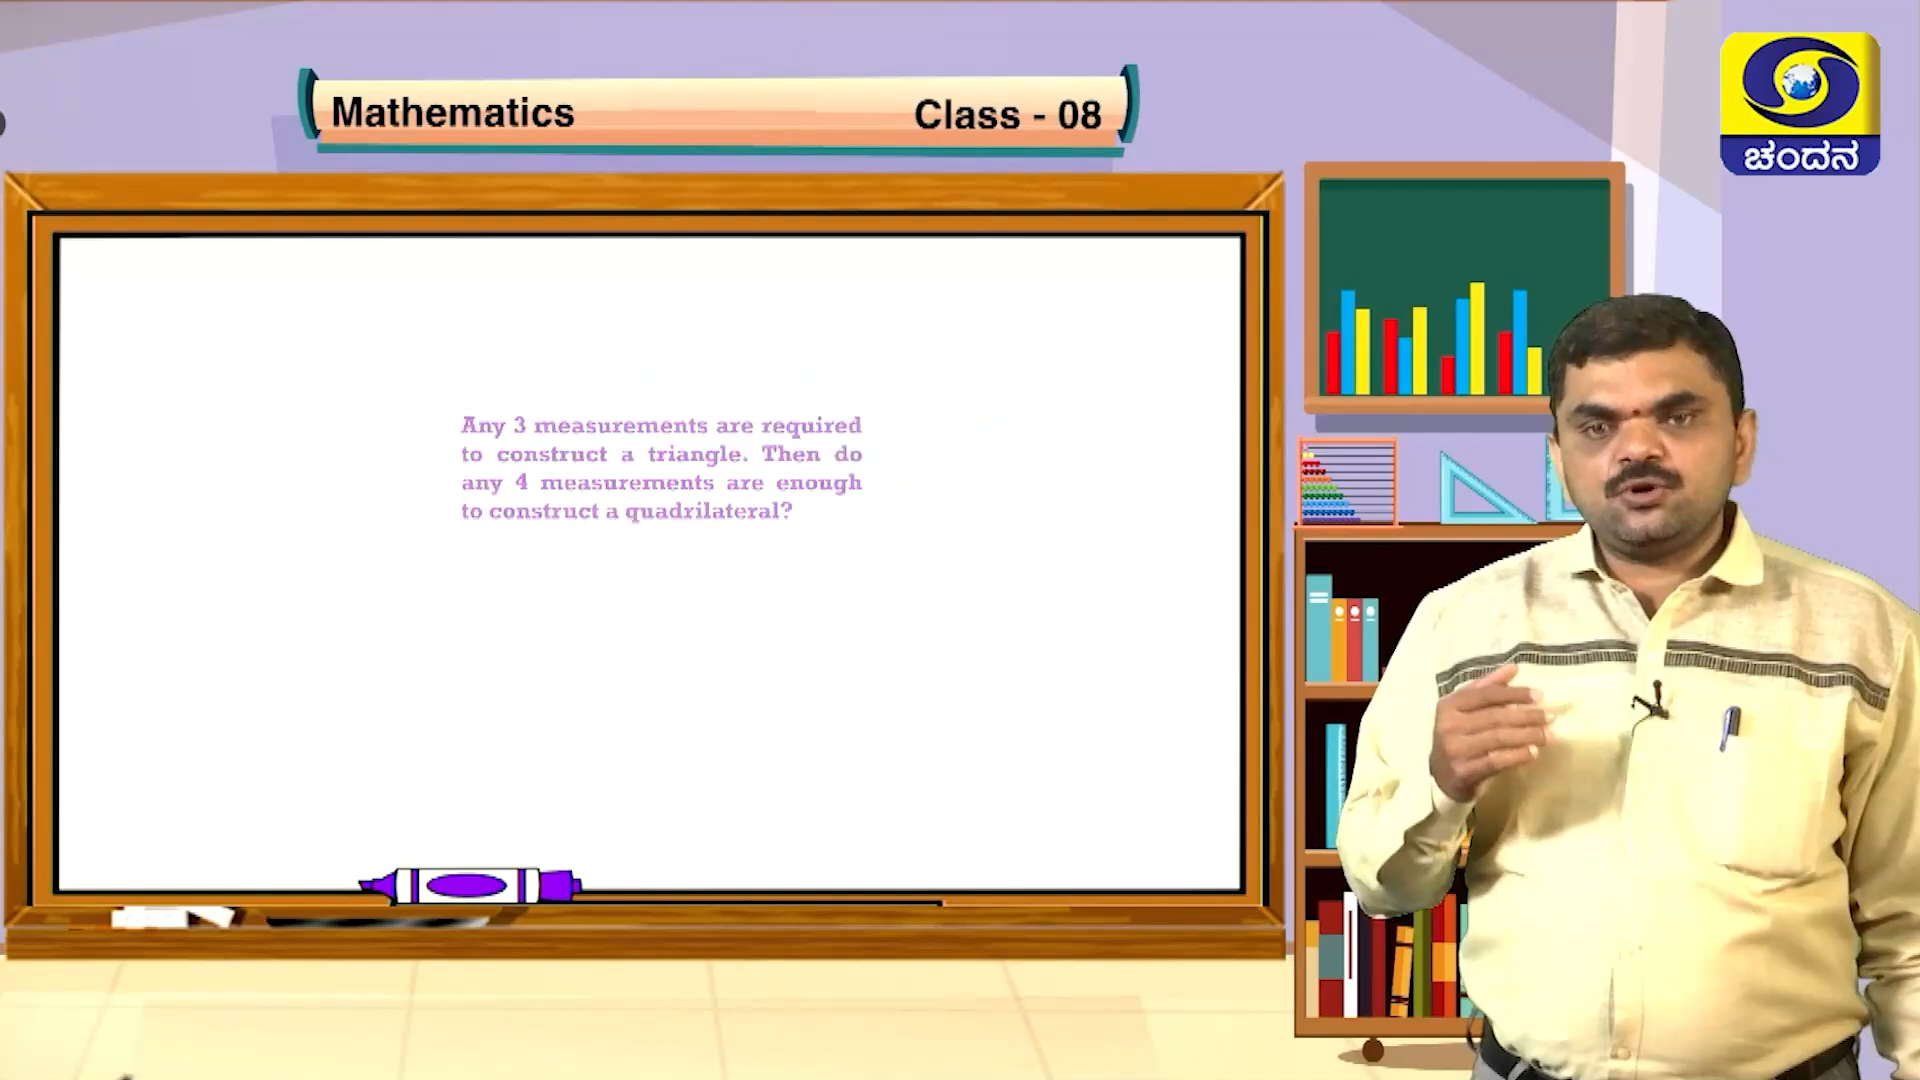 Mathematics
Class - 08
ಚಂದನ
Any 3 measurements are required
to construct a triangle. Then do
any 4 measurements are enough
to construct a quadrilateral?